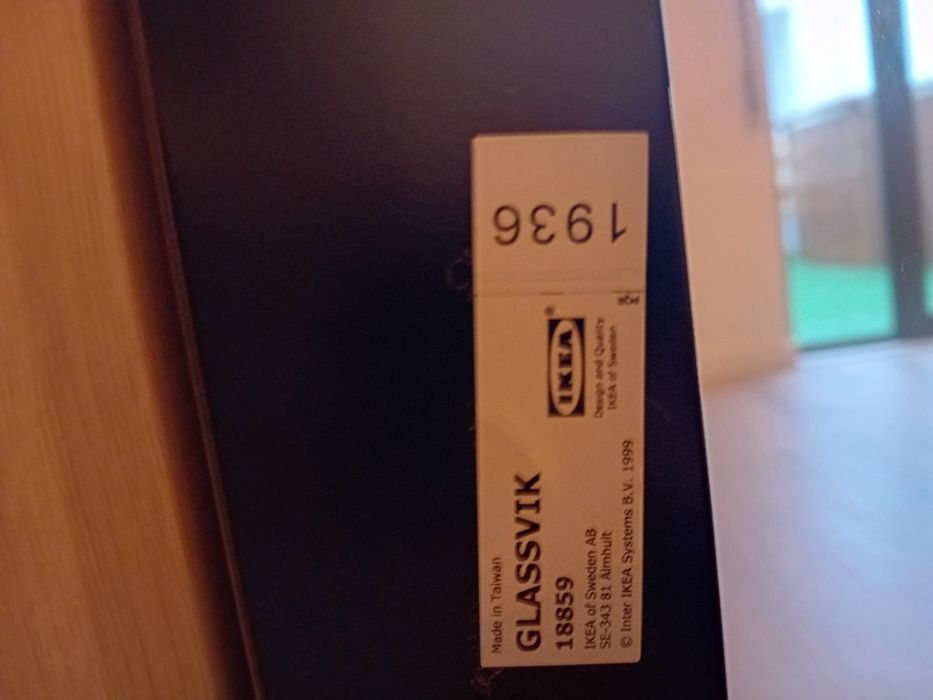 Made in Taiwan
GLASSVIK
18859
IKEA of Sweden AB
SE-343 81 Älmhult
© Inter IKEA Systems B.V. 1999
IKEA®
Design and Quality
IKEA of Sweden
PQR
1936